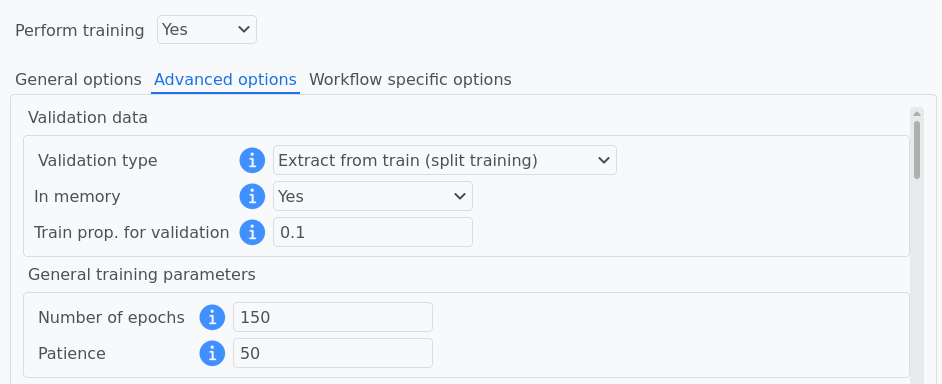 Perform training Yes
General options Advanced options Workflow specific options
Validation data
Validation type i Extract from train (split training)
In memory i Yes
Train prop. for validation i 0.1
General training parameters
Number of epochs i 150
Patience i 50